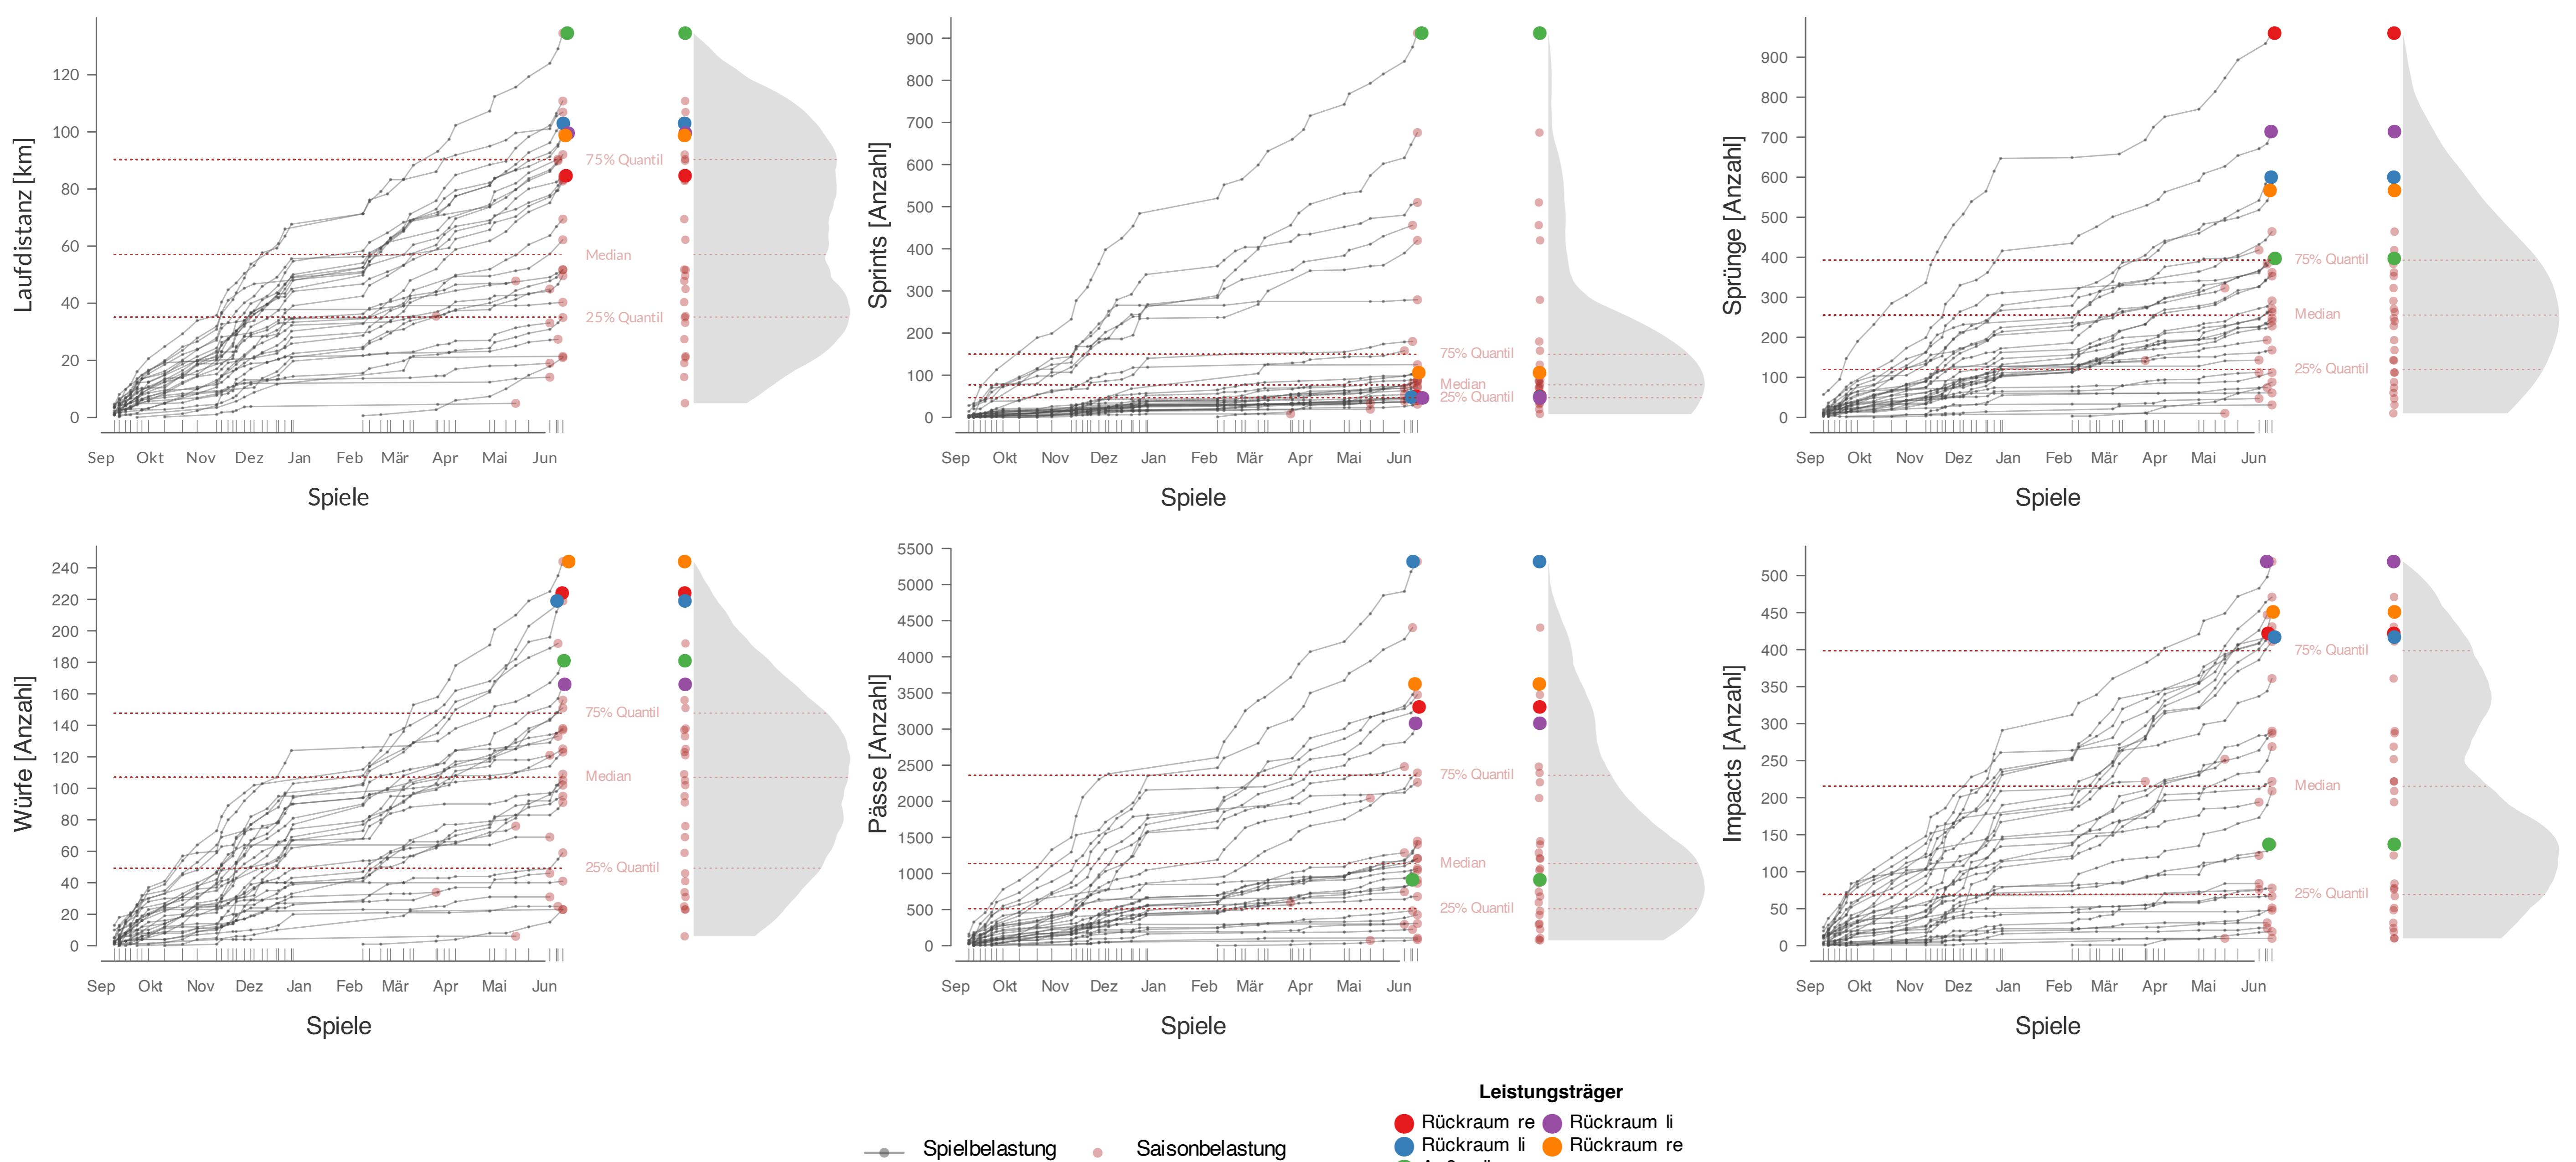 Laufdistanz [km]
120
100
80
60
40
20
0
75% Quantil
Median
25% Quantil
Sep Okt Nov Dez Jan Feb Mär Apr Mai Jun
Spiele
Sprints [Anzahl]
900
800
700
600
500
400
300
200
100
0
75% Quantil
Median
25% Quantil
Sep Okt Nov Dez Jan Feb Mär Apr Mai Jun
Spiele
Sprünge [Anzahl]
900
800
700
600
500
400
300
200
100
0
75% Quantil
Median
25% Quantil
Sep Okt Nov Dez Jan Feb Mär Apr Mai Jun
Spiele
Würfe [Anzahl]
240
220
200
180
160
140
120
100
80
60
40
20
0
75% Quantil
Median
25% Quantil
Sep Okt Nov Dez Jan Feb Mär Apr Mai Jun
Spiele
Pässe [Anzahl]
5500
5000
4500
4000
3500
3000
2500
2000
1500
1000
500
0
75% Quantil
Median
25% Quantil
Sep Okt Nov Dez Jan Feb Mär Apr Mai Jun
Spiele
Impacts [Anzahl]
500
450
400
350
300
250
200
150
100
50
0
75% Quantil
Median
25% Quantil
Sep Okt Nov Dez Jan Feb Mär Apr Mai Jun
Spiele
Spielbelastung
Saisonbelastung
Leistungsträger
Rückraum re
Rückraum li
Rückraum li
Rückraum re